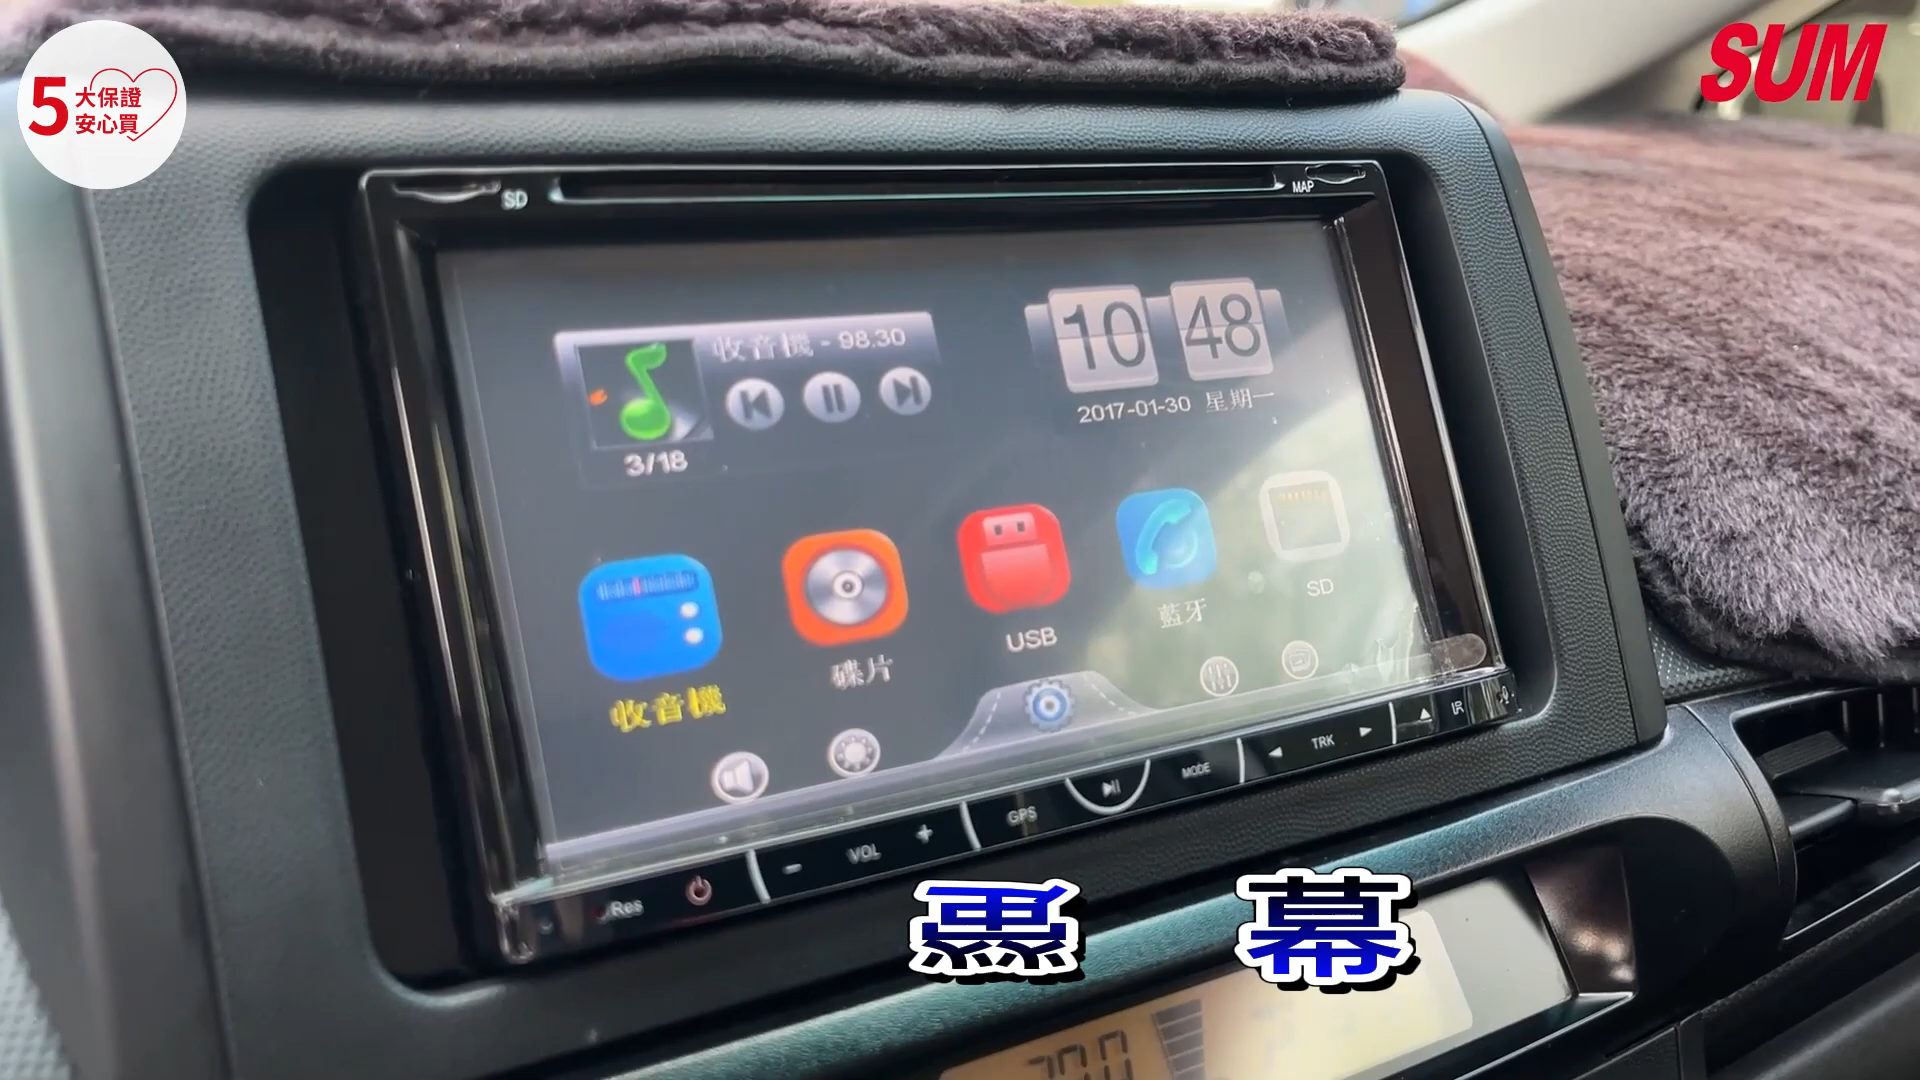 5 大保證
安心買
SUM
SD
MAP
收音機 - 98.30
3/18
10 48
2017-01-30 星期一
收音機
碟片
USB
藍牙
SD
Res
− VOL +
GPS
MODE
TRK
黑 幕